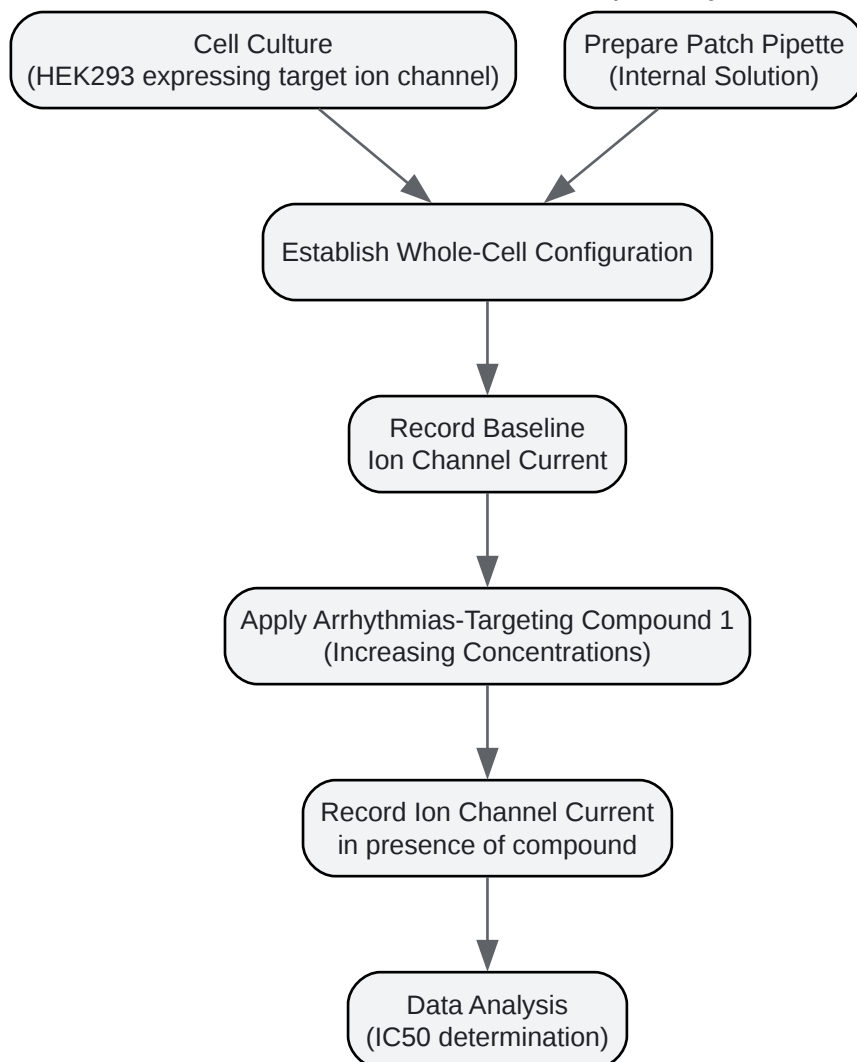 Cell Culture
(HEK293 expressing target ion channel)
Prepare Patch Pipette
(Internal Solution)
Establish Whole-Cell Configuration
Record Baseline
Ion Channel Current
Apply Arrhythmias-Targeting Compound 1
(Increasing Concentrations)
Record Ion Channel Current
in presence of compound
Data Analysis
(IC50 determination)